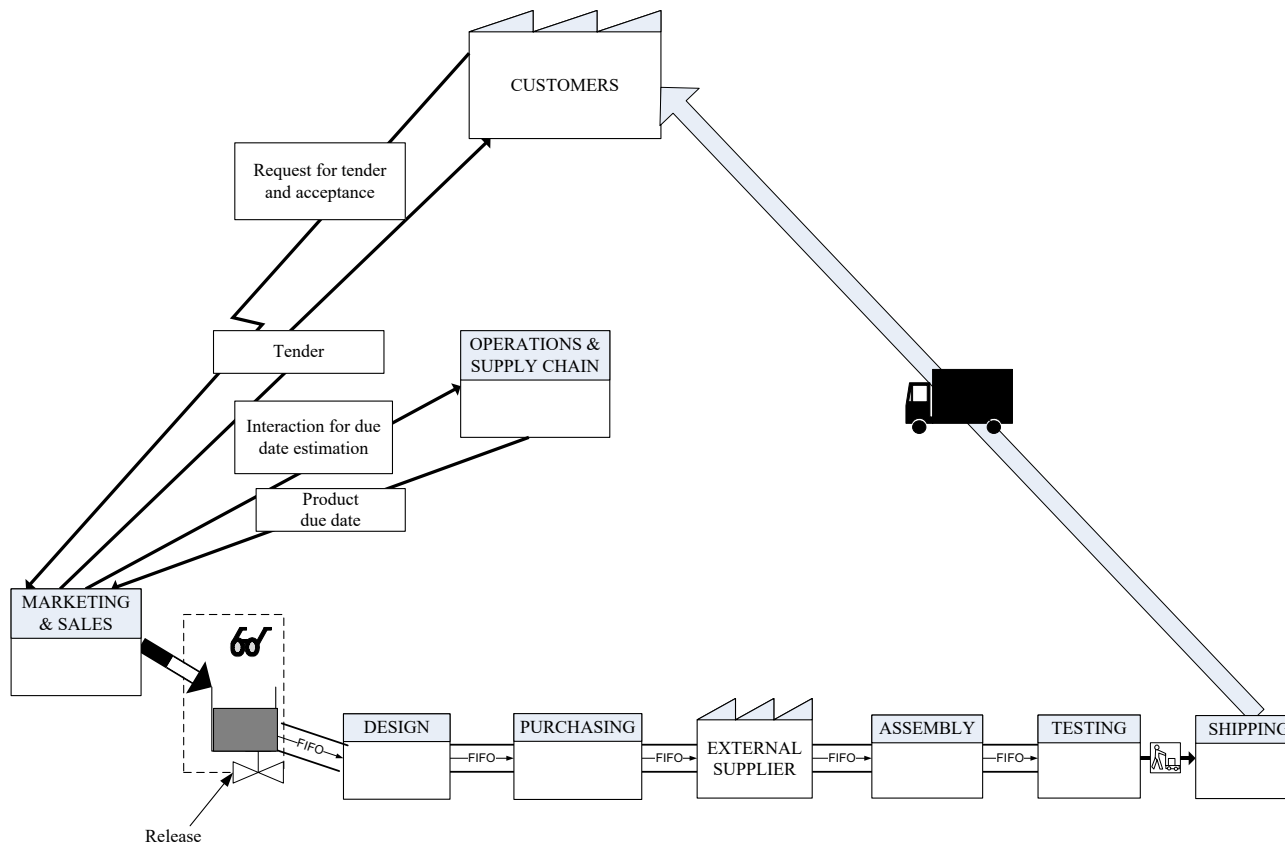 CUSTOMERS
Request for tender
and acceptance
Tender
OPERATIONS &
SUPPLY CHAIN
Interaction for due
date estimation
Product
due date
MARKETING
& SALES
FIFO
DESIGN
FIFO
PURCHASING
FIFO
EXTERNAL
SUPPLIER
FIFO
ASSEMBLY
FIFO
TESTING
SHIPPING
Release